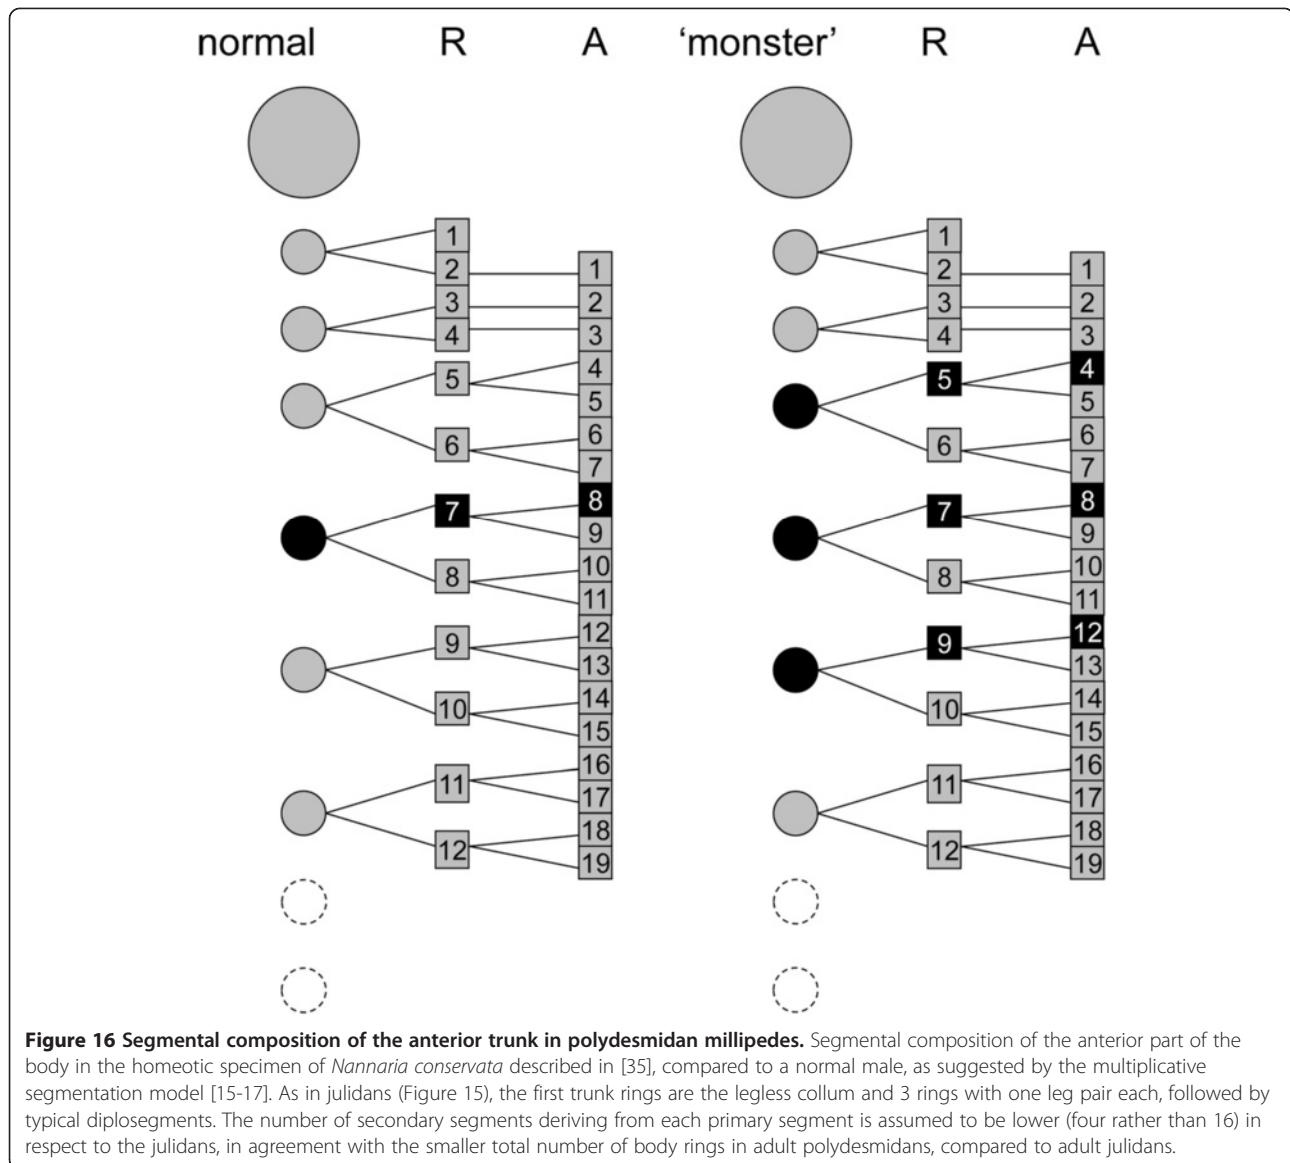 normal R A 'monster' R A
1 1
2 1 2 1
3 2 3 2
4 3 4 3
4 4
5 5 5 5
6 6 6 6
7 7
7 8 7 8
9 9
8 10 8 10
11 11
9 12 9 12
13 13
10 14 10 14
15 15
11 16 11 16
17 17
12 18 12 18
19 19
Figure 16 Segmental composition of the anterior trunk in polydesmidan millipedes. Segmental composition of the anterior part of the
body in the homeotic specimen of Nannaria conservata described in [35], compared to a normal male, as suggested by the multiplicative
segmentation model [15-17]. As in julidans (Figure 15), the first trunk rings are the legless collum and 3 rings with one leg pair each, followed by
typical diplosegments. The number of secondary segments deriving from each primary segment is assumed to be lower (four rather than 16) in
respect to the julidans, in agreement with the smaller total number of body rings in adult polydesmidans, compared to adult julidans.